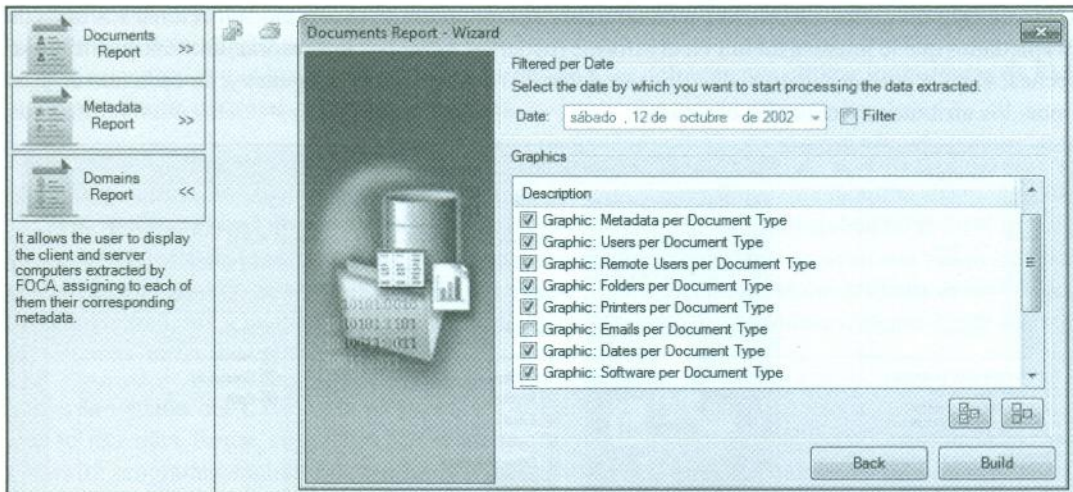 Documents
Report >>
Metadata
Report >>
Domains
Report <<
It allows the user to display
the client and server
computers extracted by
FOCA, assigning to each of
them their corresponding
metadata.
Documents Report - Wizard
Filtered per Date
Select the date by which you want to start processing the data extracted.
Date: sábado , 12 de octubre de 2002 Filter
Graphics
Description
Graphic: Metadata per Document Type
Graphic: Users per Document Type
Graphic: Remote Users per Document Type
Graphic: Folders per Document Type
Graphic: Printers per Document Type
Graphic: Emails per Document Type
Graphic: Dates per Document Type
Graphic: Software per Document Type
Back Build